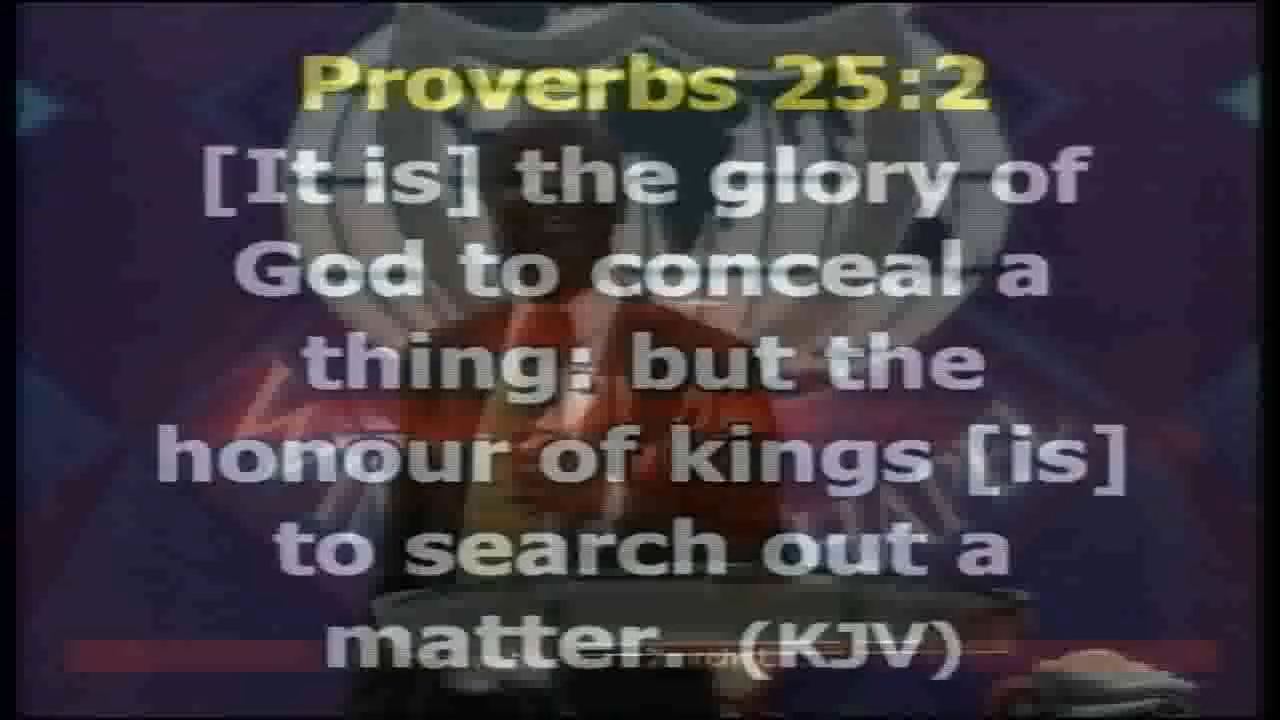 Proverbs 25:2
[It is] the glory of
God to conceal a
thing: but the
honour of kings [is]
to search out a
matter. (KJV)